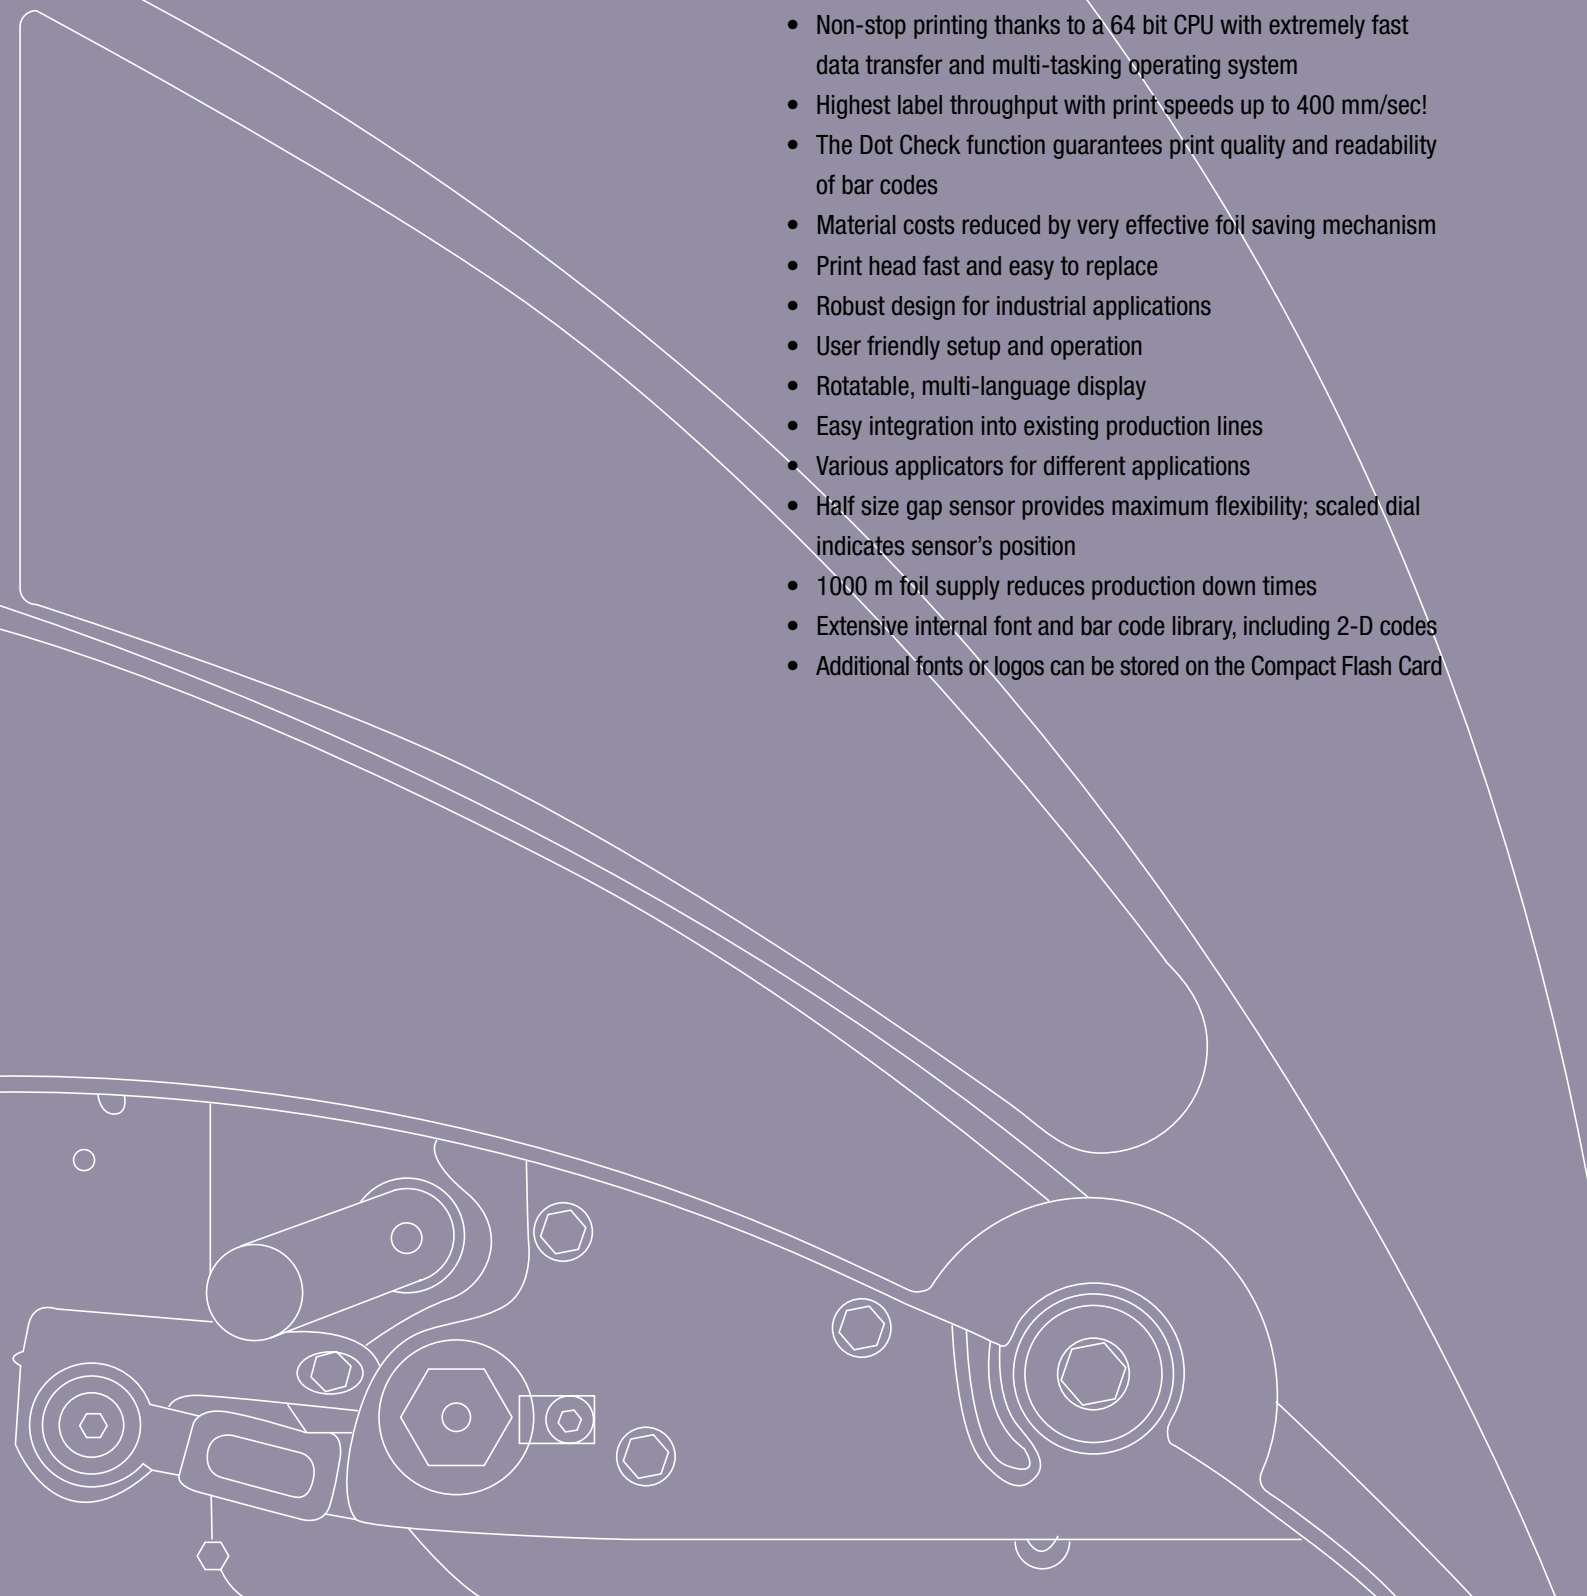 • Non-stop printing thanks to a 64 bit CPU with extremely fast
data transfer and multi-tasking operating system
• Highest label throughput with print speeds up to 400 mm/sec!
• The Dot Check function guarantees print quality and readability
of bar codes
• Material costs reduced by very effective foil saving mechanism
• Print head fast and easy to replace
• Robust design for industrial applications
• User friendly setup and operation
• Rotatable, multi-language display
• Easy integration into existing production lines
• Various applicators for different applications
• Half size gap sensor provides maximum flexibility; scaled dial
indicates sensor’s position
• 1000 m foil supply reduces production down times
• Extensive internal font and bar code library, including 2-D codes
• Additional fonts or logos can be stored on the Compact Flash Card